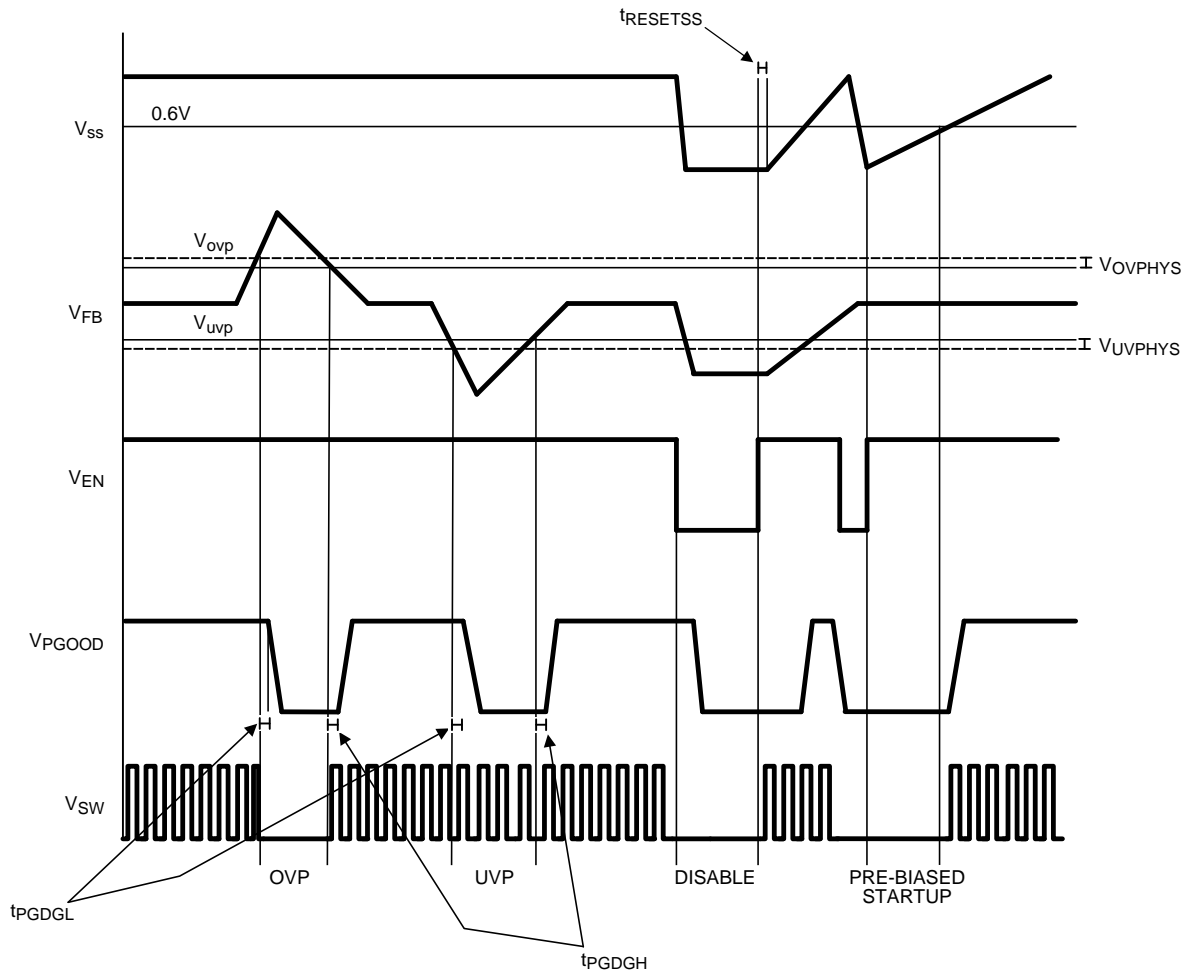 tRESETSS
0.6V
Vss
Vovp
VOVPHYS
VFB
Vuvp
VUVPHYS
VEN
VPGOOD
VSW
OVP
UVP
DISABLE
PRE-BIASED
STARTUP
tPGDGL
tPGDGH